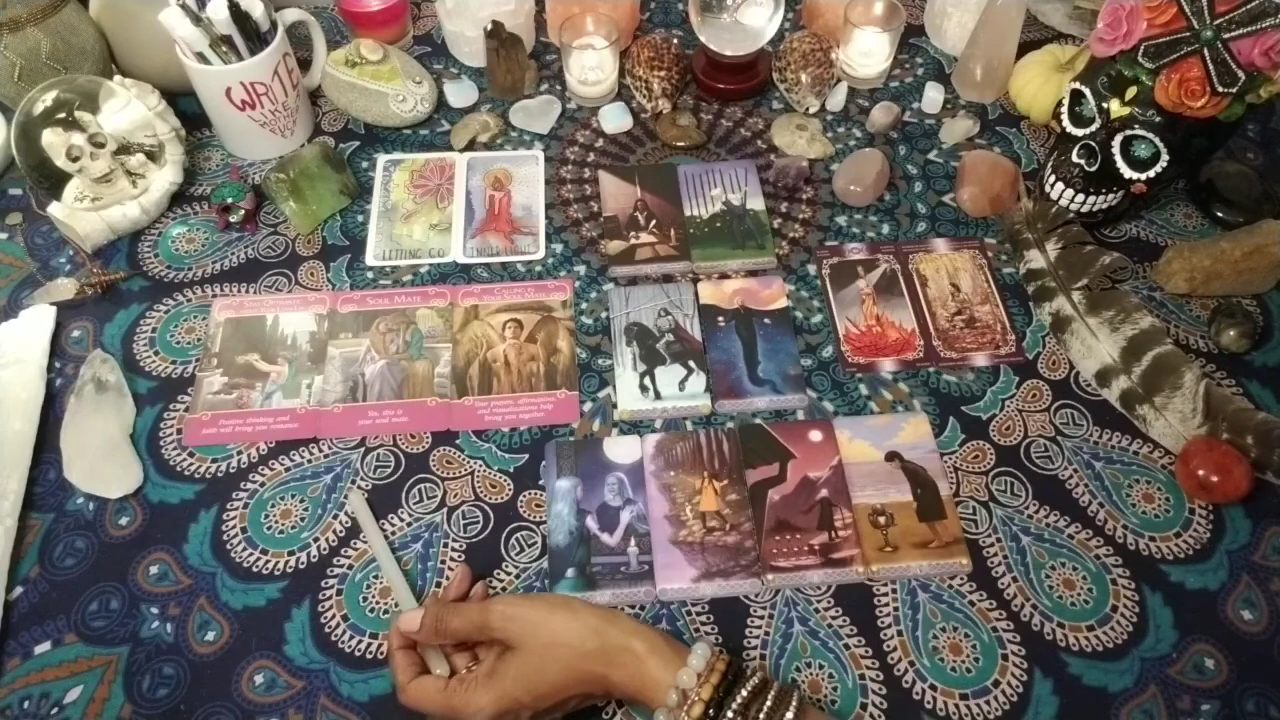 WRITE
LIKE A
MOTHER
FUCK
LETTING GO
INNER LIGHT
STAY OPTIMISTIC
SOUL MATE
CALLING IN
YOUR SOUL MATE
Positive thinking and
faith will bring you romance.
Yes, this is
your soul mate.
Your prayers, affirmations,
and visualizations help
bring you together.